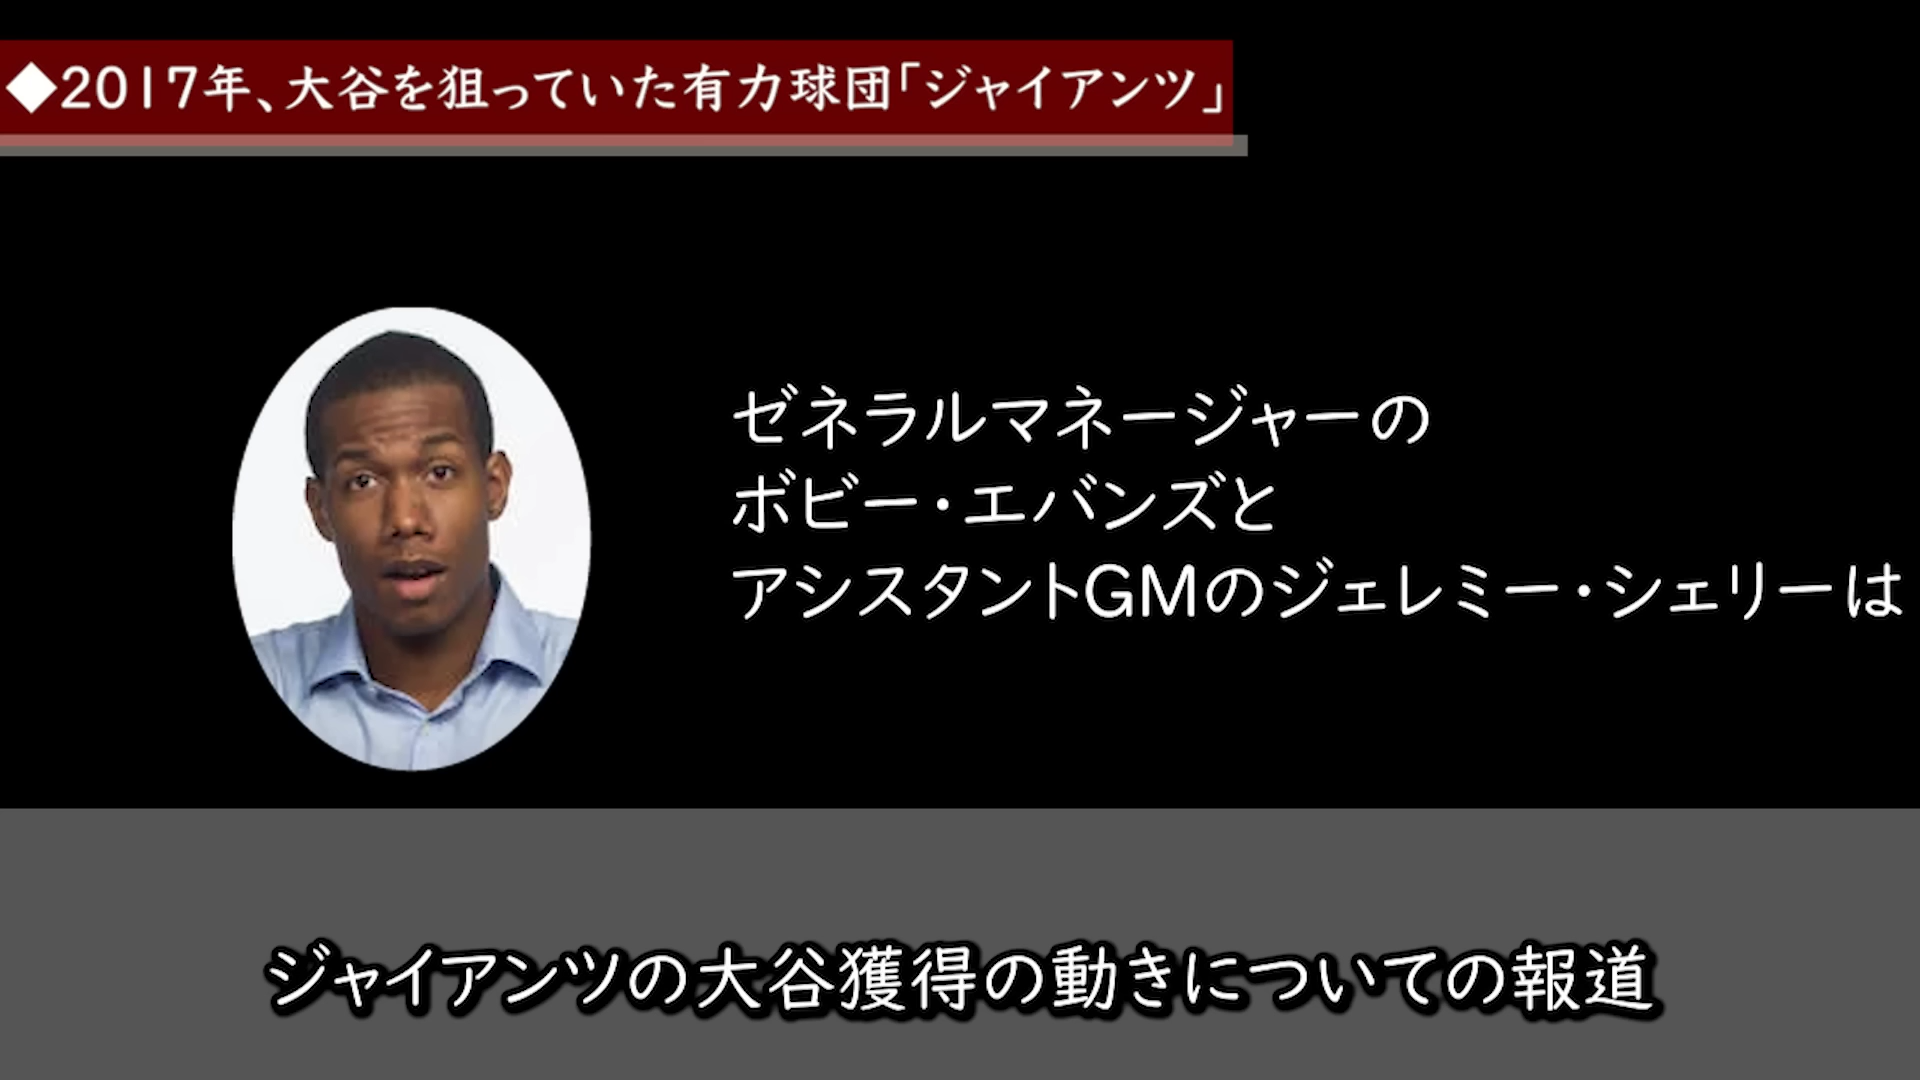 ◆2017年、大谷を狙っていた有力球団「ジャイアンツ」
ゼネラルマネージャーの
ボビー・エバンズと
アシスタントGMのジェレミー・シェリーは
ジャイアンツの大谷獲得の動きについての報道